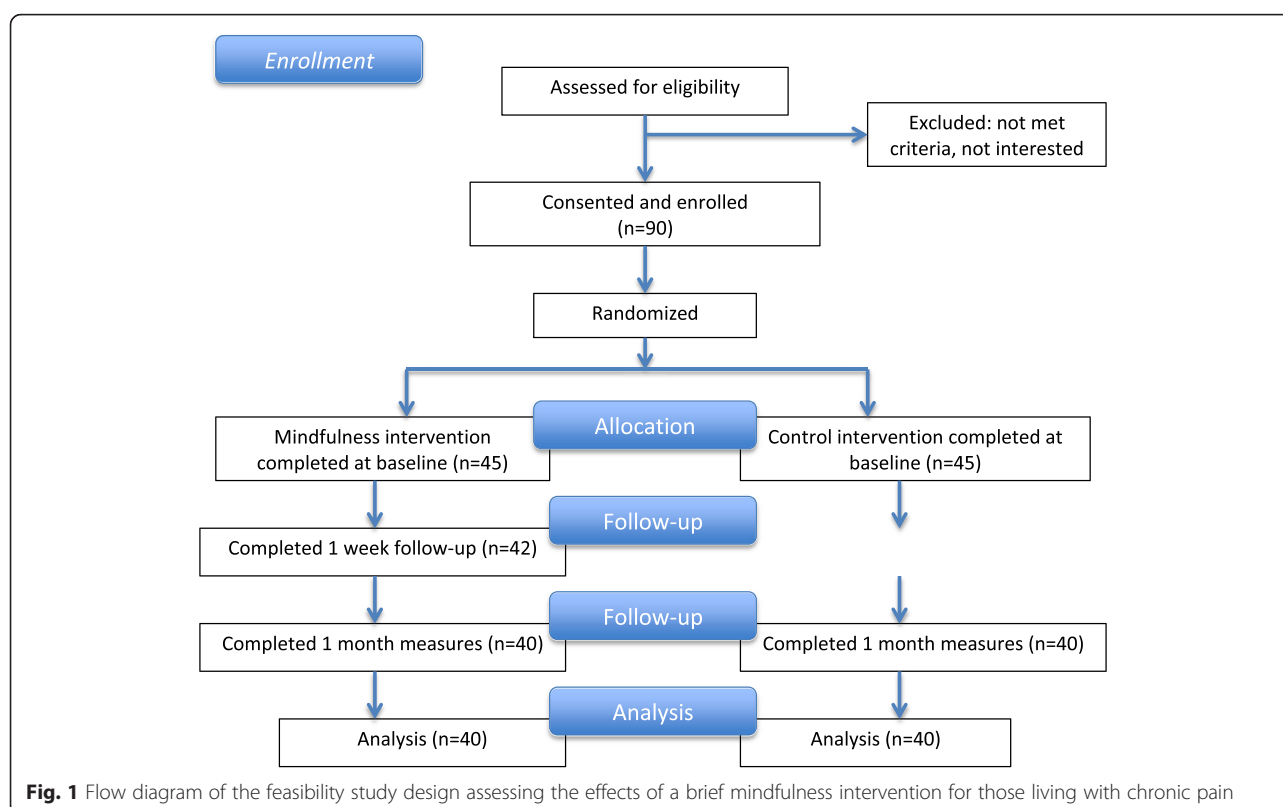 Enrollment
Assessed for eligibility
Excluded: not met
criteria, not interested
Consented and enrolled
(n=90)
Randomized
Allocation
Mindfulness intervention
completed at baseline (n=45)
Control intervention completed at
baseline (n=45)
Follow-up
Completed 1 week follow-up (n=42)
Follow-up
Completed 1 month measures (n=40)
Completed 1 month measures (n=40)
Analysis
Analysis (n=40)
Analysis (n=40)
Fig. 1 Flow diagram of the feasibility study design assessing the effects of a brief mindfulness intervention for those living with chronic pain